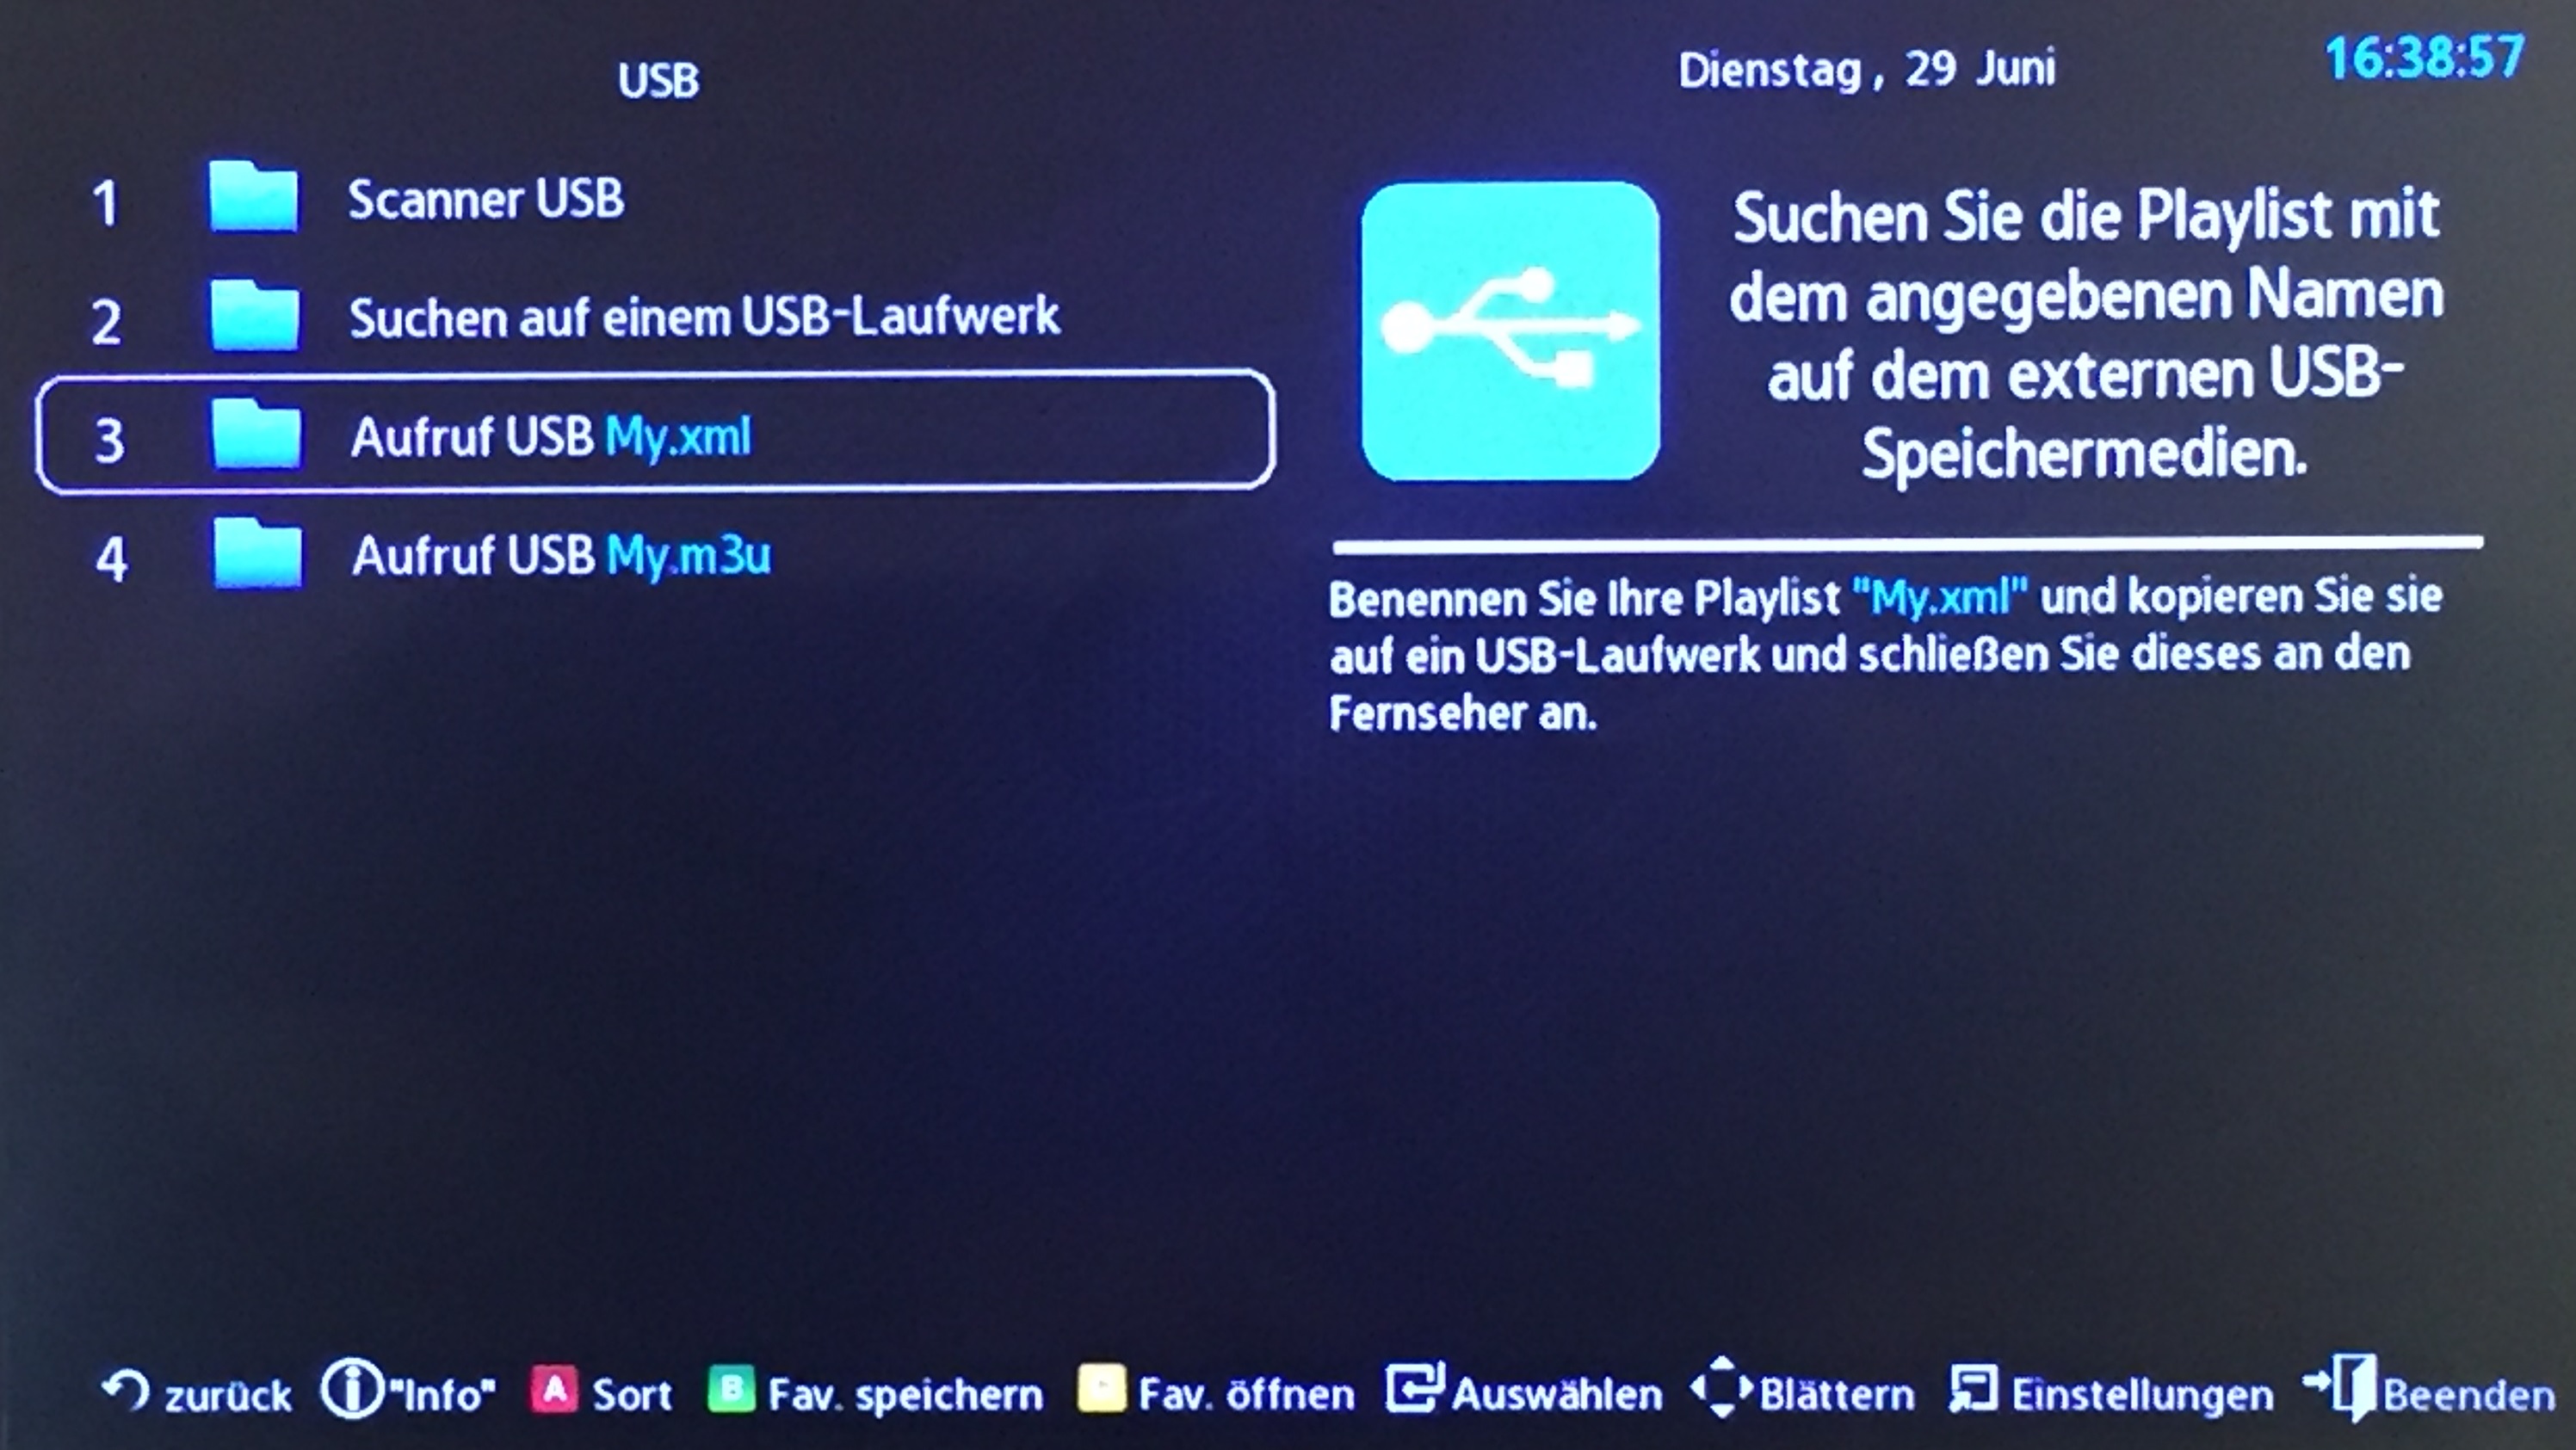 USB
Dienstag, 29 Juni
16:38:57
1 Scanner USB
2 Suchen auf einem USB-Laufwerk
3 Aufruf USB My.xml
4 Aufruf USB My.m3u
Suchen Sie die Playlist mit
dem angegebenen Namen
auf dem externen USB-
Speichermedien.
Benennen Sie Ihre Playlist "My.xml" und kopieren Sie sie
auf ein USB-Laufwerk und schließen Sie dieses an den
Fernseher an.
zurück "Info" A Sort B Fav. speichern Fav. öffnen Auswählen Blättern Einstellungen Beenden